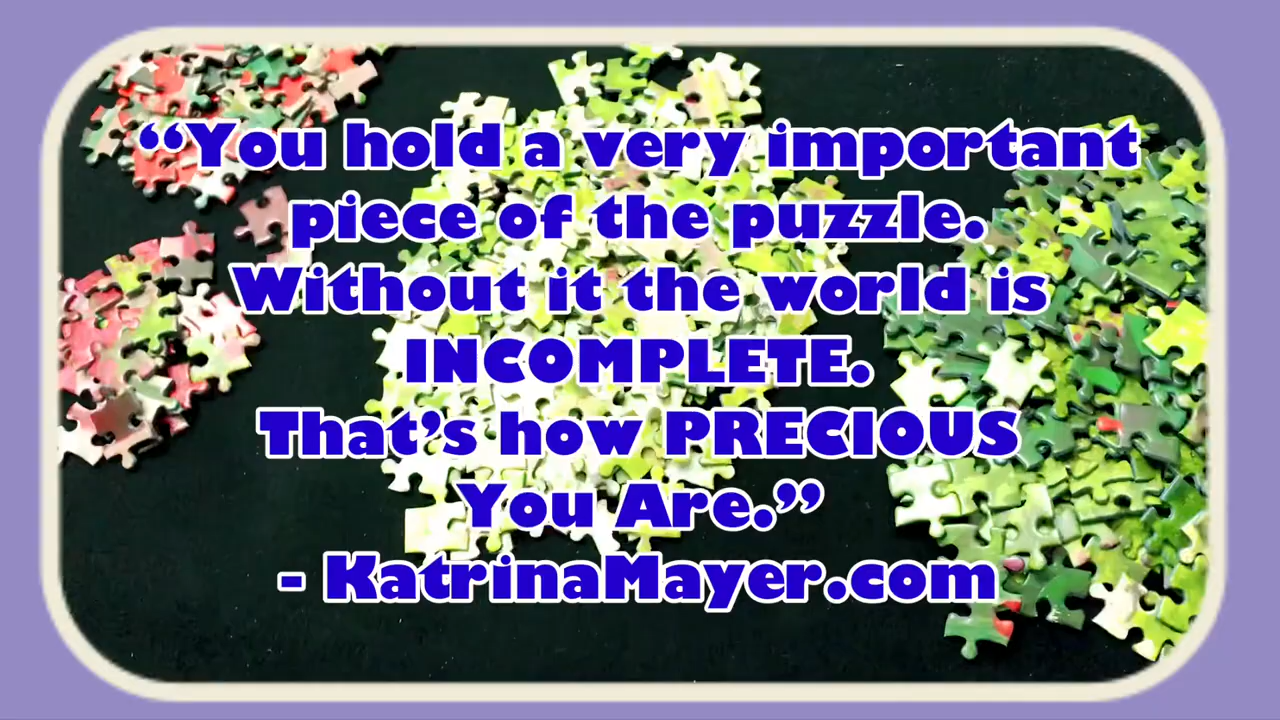 “You hold a very important
piece of the puzzle.
Without it the world is
INCOMPLETE.
That’s how PRECIOUS
You Are.”
- KatrinaMayer.com